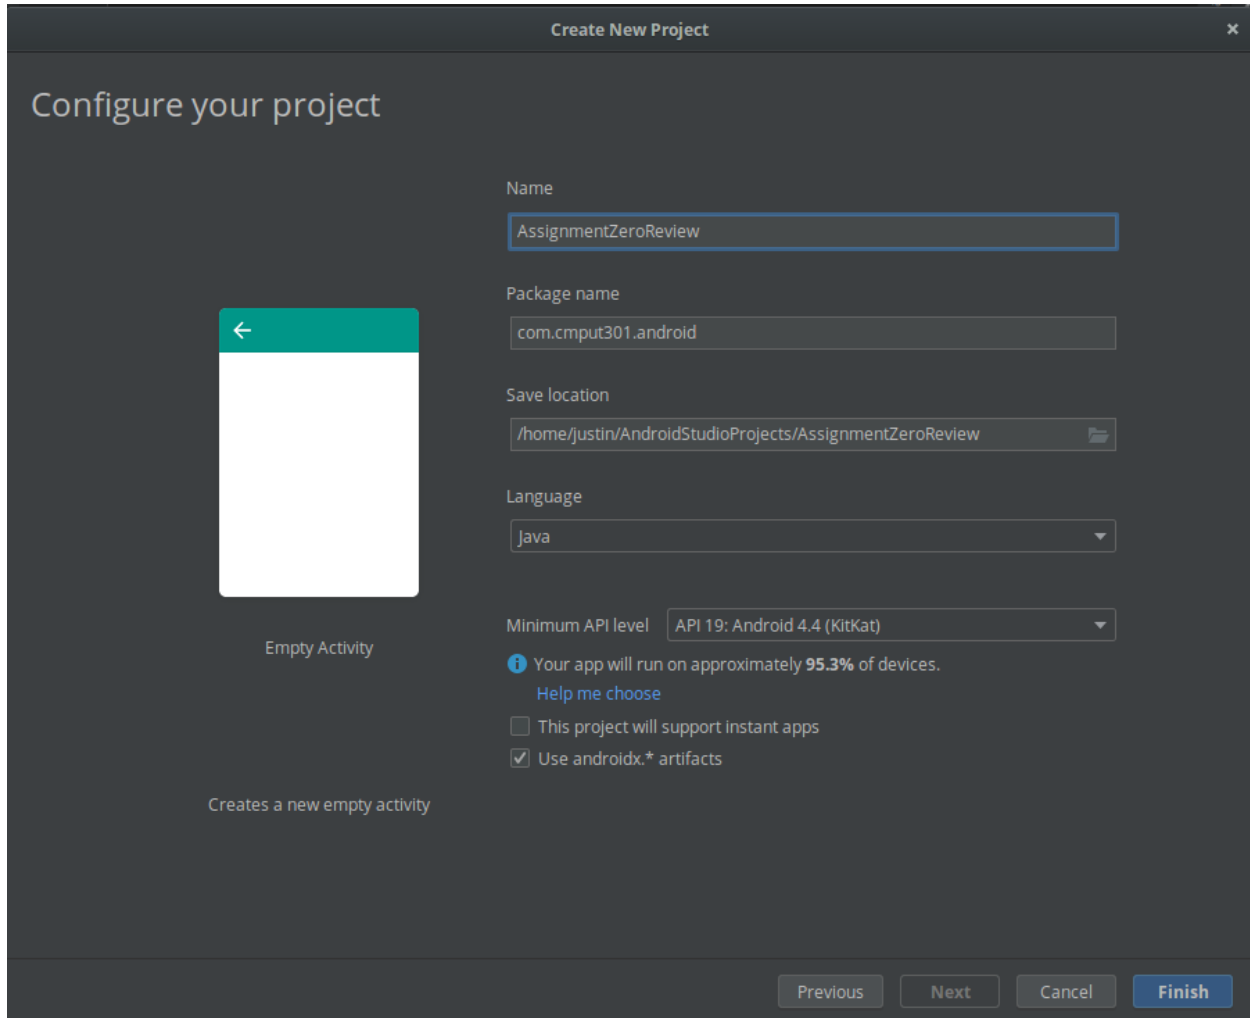 Create New Project
Configure your project
Name
AssignmentZeroReview
Package name
com.cmput301.android
Save location
/home/justin/AndroidStudioProjects/AssignmentZeroReview
Language
Java
Minimum API level API 19: Android 4.4 (KitKat)
Your app will run on approximately 95.3% of devices.
Help me choose
This project will support instant apps
Use androidx.* artifacts
Empty Activity
Creates a new empty activity
Previous Next Cancel Finish